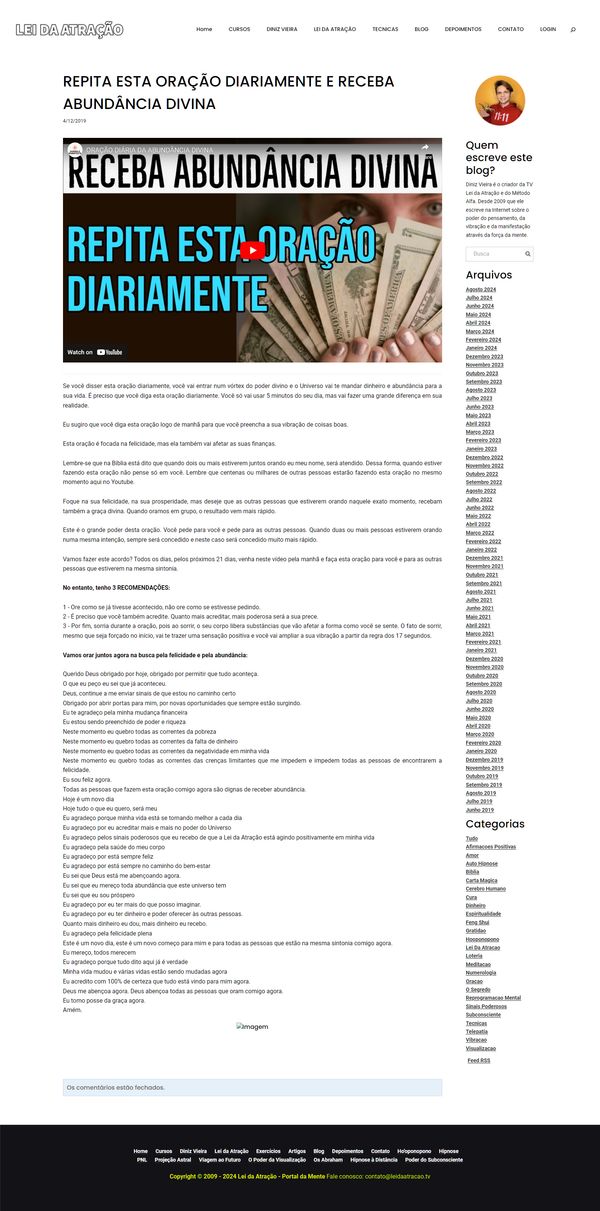 LEI DA ATRAÇÃO
Home CURSOS DINIZ VIEIRA LEI DA ATRAÇÃO TECNICAS BLOG DEPOIMENTOS CONTATO LOGIN
REPITA ESTA ORAÇÃO DIARIAMENTE E RECEBA
ABUNDÂNCIA DIVINA
4/12/2019
ORAÇÃO DIÁRIA DA ABUNDÂNCIA DIVINA
RECEBA ABUNDÂNCIA DIVINA
REPITA ESTA ORAÇÃO
DIARIAMENTE
Watch on YouTube
Se você disser esta oração diariamente, você vai entrar num vórtex do poder divino e o Universo vai te mandar dinheiro e abundância para a
sua vida. É preciso que você diga esta oração diariamente. Você só vai usar 5 minutos do seu dia, mas vai fazer uma grande diferença em sua
realidade.
Eu sugiro que você diga esta oração logo de manhã para que você preencha a sua vibração de coisas boas.
Esta oração é focada na felicidade, mas ela também vai afetar as suas finanças.
Lembre-se que na Bíblia está dito que quando dois ou mais estiverem juntos orando eu meu nome, será atendido. Dessa forma, quando estiver
fazendo esta oração não pense só em você. Lembre que centenas ou milhares de outras pessoas estarão fazendo esta oração no mesmo
momento aqui no Youtube.
Foque na sua felicidade, na sua prosperidade, mas deseje que as outras pessoas que estiverem orando naquele exato momento, recebam
também a graça divina. Quando oramos em grupo, o resultado vem mais rápido.
Este é o grande poder desta oração. Você pede para você e pede para as outras pessoas. Quando duas ou mais pessoas estiverem orando
numa mesma intenção, sempre será concedido e neste caso será concedido muito mais rápido.
Vamos fazer este acordo? Todos os dias, pelos próximos 21 dias, venha neste vídeo pela manhã e faça esta oração para você e para as outras
pessoas que estiverem na mesma sintonia.
No entanto, tenho 3 RECOMENDAÇÕES:
1 - Ore como se já tivesse acontecido, não ore como se estivesse pedindo.
2 - É preciso que você também acredite. Quanto mais acreditar, mais poderosa será a sua prece.
3 - Por fim, sorria durante a oração, pois ao sorrir, o seu corpo libera substâncias que vão afetar a forma como você se sente. O fato de sorrir,
mesmo que seja forçado no início, vai te trazer uma sensação positiva e você vai ampliar a sua vibração a partir da regra dos 17 segundos.
Vamos orar juntos agora na busca pela felicidade e pela abundância:
Querido Deus obrigado por hoje, obrigado por permitir que tudo aconteça.
O que eu peço eu sei que já aconteceu.
Deus, continue a me enviar sinais de que estou no caminho certo
Obrigado por abrir portas para mim, por novas oportunidades que sempre estão surgindo.
Eu te agradeço pela minha mudança financeira
Eu estou sendo preenchido de poder e riqueza
Neste momento eu quebro todas as correntes da pobreza
Neste momento eu quebro todas as correntes da falta de dinheiro
Neste momento eu quebro todas as correntes da negatividade em minha vida
Neste momento eu quebro todas as correntes das crenças limitantes que me impedem e impedem todas as pessoas de encontrarem a
felicidade.
Eu sou feliz agora.
Todas as pessoas que fazem esta oração comigo agora são dignas de receber abundância.
Hoje é um novo dia
Hoje tudo o que eu quero, será meu
Eu agradeço porque minha vida está se tornando melhor a cada dia
Eu agradeço por eu acreditar mais e mais no poder do Universo
Eu agradeço pelos sinais poderosos que eu recebo de que a Lei da Atração está agindo positivamente em minha vida
Eu agradeço pela saúde do meu corpo
Eu agradeço por está sempre feliz
Eu agradeço por está sempre no caminho do bem-estar
Eu sei que Deus está me abençoando agora.
Eu sei que eu mereço toda abundância que este universo tem
Eu sei que eu sou próspero
Eu agradeço por eu ter mais do que posso imaginar.
Eu agradeço por eu ter dinheiro e poder oferecer às outras pessoas.
Quanto mais dinheiro eu dou, mais dinheiro eu recebo.
Eu agradeço pela felicidade plena
Este é um novo dia, este é um novo começo para mim e para todas as pessoas que estão na mesma sintonia comigo agora.
Eu mereço, todos merecem
Eu agradeço porque tudo dito aqui já é verdade
Minha vida mudou e várias vidas estão sendo mudadas agora
Eu acredito com 100% de certeza que tudo está vindo para mim agora.
Deus me abençoa agora, Deus abençoa todas as pessoas que oram comigo agora.
Eu tomo posse da graça agora.
Amém.
Imagem
Os comentários estão fechados.
11:11
Quem
escreve este
blog?
Diniz Vieira é o criador da TV
Lei da Atração e do Método
Alfa. Desde 2009 que ele
escreve na Internet sobre o
poder do pensamento, da
vibração e da manifestação
através da força da mente.
Busca
Arquivos
Agosto 2024
Julho 2024
Junho 2024
Maio 2024
Abril 2024
Março 2024
Fevereiro 2024
Janeiro 2024
Dezembro 2023
Novembro 2023
Outubro 2023
Setembro 2023
Agosto 2023
Julho 2023
Junho 2023
Maio 2023
Abril 2023
Março 2023
Fevereiro 2023
Janeiro 2023
Dezembro 2022
Novembro 2022
Outubro 2022
Setembro 2022
Agosto 2022
Julho 2022
Junho 2022
Maio 2022
Abril 2022
Março 2022
Fevereiro 2022
Janeiro 2022
Dezembro 2021
Novembro 2021
Outubro 2021
Setembro 2021
Agosto 2021
Julho 2021
Junho 2021
Maio 2021
Abril 2021
Março 2021
Fevereiro 2021
Janeiro 2021
Dezembro 2020
Novembro 2020
Outubro 2020
Setembro 2020
Agosto 2020
Julho 2020
Junho 2020
Maio 2020
Abril 2020
Março 2020
Fevereiro 2020
Janeiro 2020
Dezembro 2019
Novembro 2019
Outubro 2019
Setembro 2019
Agosto 2019
Julho 2019
Junho 2019
Categorias
Tudo
Afirmacoes Positivas
Amor
Auto Hipnose
Bíblia
Carta Magica
Cerebro Humano
Cura
Dinheiro
Espiritualidade
Feng Shui
Gratidao
Hooponopono
Lei Da Atracao
Loteria
Meditacao
Numerologia
Oracao
O Segredo
Reprogramacao Mental
Sinais Poderosos
Subconsciente
Tecnicas
Telepatia
Vibracao
Visualizacao
Feed RSS
Home Cursos Diniz Vieira Lei da Atração Exercícios Artigos Blog Depoimentos Contato Ho'oponopono Hipnose
PNL Projeção Astral Viagem ao Futuro O Poder da Visualização Os Abraham Hipnose à Distância Poder do Subconsciente
Copyright © 2009 - 2024 Lei da Atração - Portal da Mente Fale conosco: contato@leidaatracao.tv